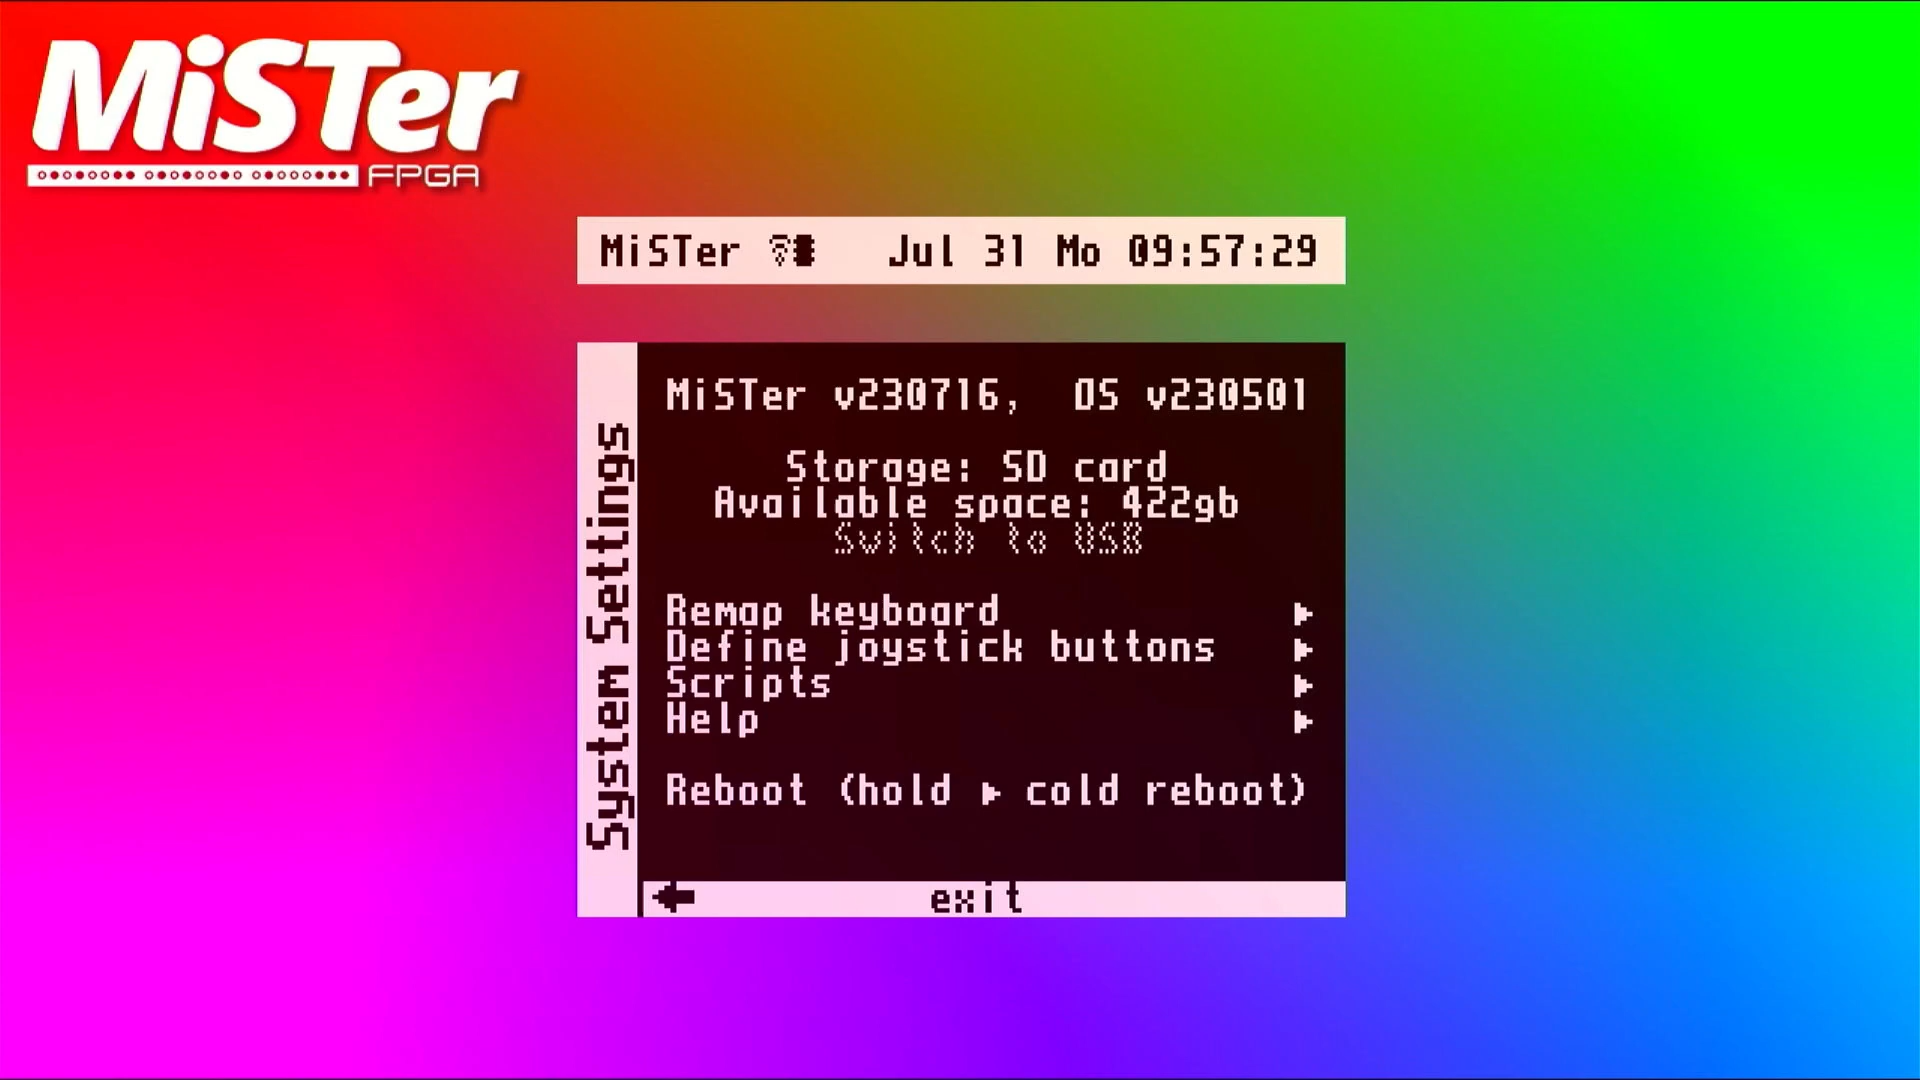 MiSTer
FPGA
MiSTer Jul 31 Mo 09:57:29
System Settings
MiSTer v230716, OS v230501
Storage: SD card
Available space: 422gb
Switch to USB
Remap keyboard
Define joystick buttons
Scripts
Help
Reboot (hold ▶ cold reboot)
exit